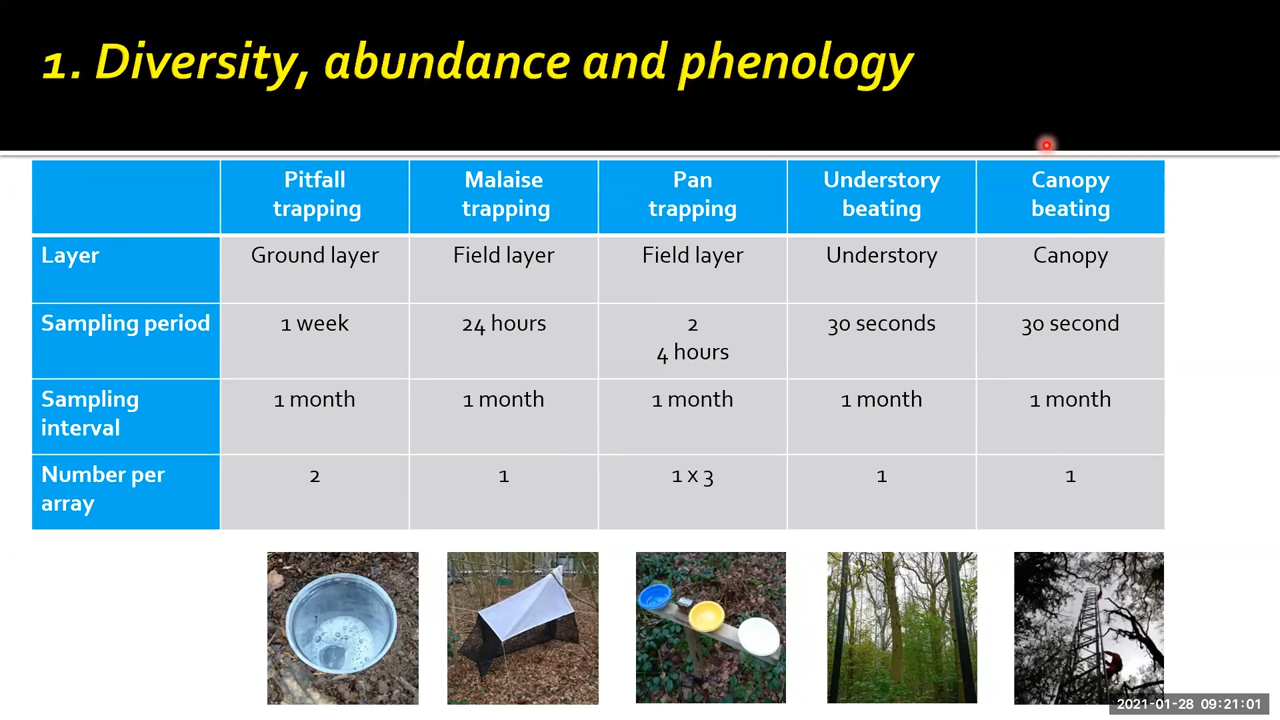 1. Diversity, abundance and phenology
Pitfall
trapping
Malaise
trapping
Pan
trapping
Understory
beating
Canopy
beating
Layer
Ground layer
Field layer
Field layer
Understory
Canopy
Sampling period
1 week
24 hours
2
4 hours
30 seconds
30 second
Sampling
interval
1 month
1 month
1 month
1 month
1 month
Number per
array
2
1
1 x 3
1
1
2021-01-28 09:21:01